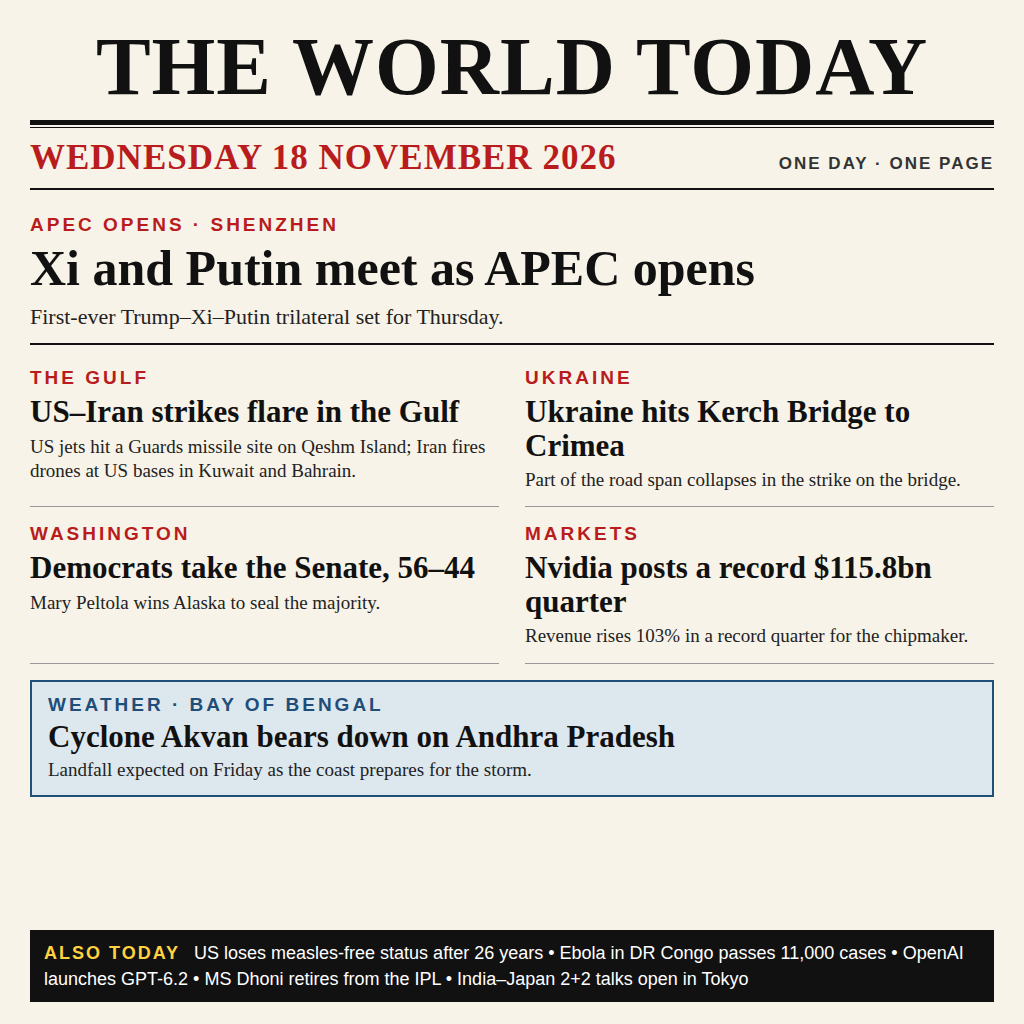 THE WORLD TODAY
WEDNESDAY 18 NOVEMBER 2026
ONE DAY · ONE PAGE
APEC OPENS · SHENZHEN
Xi and Putin meet as APEC opens
First-ever Trump–Xi–Putin trilateral set for Thursday.
THE GULF
US–Iran strikes flare in the Gulf
US jets hit a Guards missile site on Qeshm Island; Iran fires
drones at US bases in Kuwait and Bahrain.
UKRAINE
Ukraine hits Kerch Bridge to
Crimea
Part of the road span collapses in the strike on the bridge.
WASHINGTON
Democrats take the Senate, 56–44
Mary Peltola wins Alaska to seal the majority.
MARKETS
Nvidia posts a record $115.8bn
quarter
Revenue rises 103% in a record quarter for the chipmaker.
WEATHER · BAY OF BENGAL
Cyclone Akvan bears down on Andhra Pradesh
Landfall expected on Friday as the coast prepares for the storm.
ALSO TODAY US loses measles-free status after 26 years • Ebola in DR Congo passes 11,000 cases • OpenAI
launches GPT-6.2 • MS Dhoni retires from the IPL • India–Japan 2+2 talks open in Tokyo